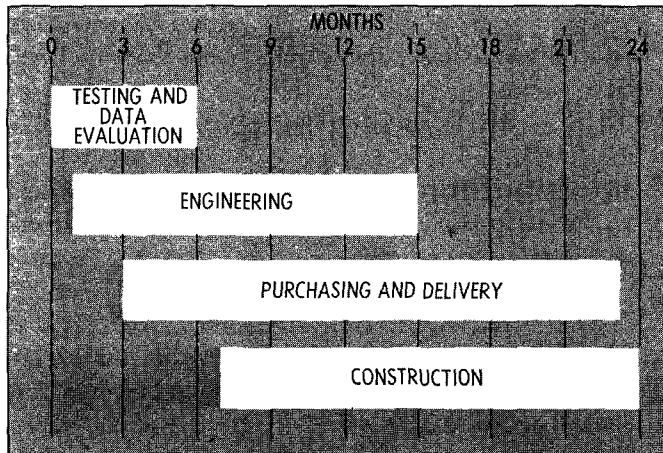 MONTHS
0 3 6 9 12 15 18 21 24
TESTING AND
DATA
EVALUATION
ENGINEERING
PURCHASING AND DELIVERY
CONSTRUCTION